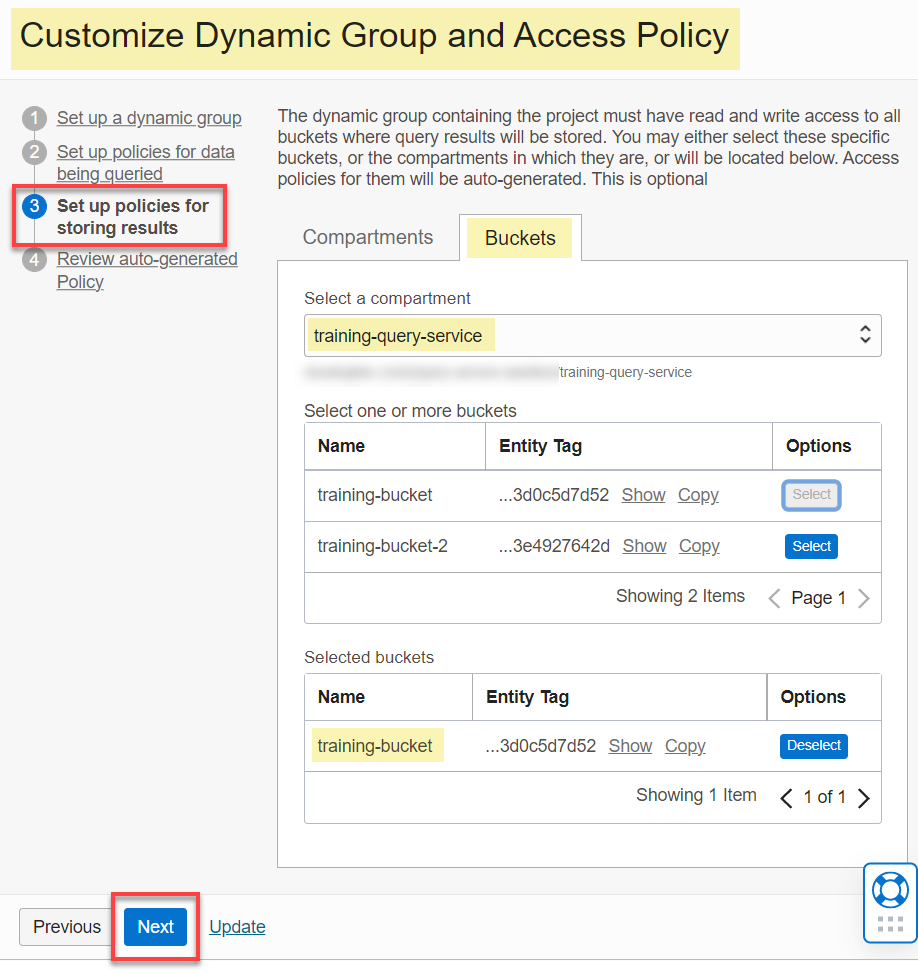 Customize Dynamic Group and Access Policy
1 Set up a dynamic group
2 Set up policies for data
being queried
3 Set up policies for
storing results
4 Review auto-generated
Policy
The dynamic group containing the project must have read and write access to all
buckets where query results will be stored. You may either select these specific
buckets, or the compartments in which they are, or will be located below. Access
policies for them will be auto-generated. This is optional
Compartments Buckets
Select a compartment
training-query-service
/training-query-service
Select one or more buckets
Name Entity Tag Options
training-bucket ...3d0c5d7d52 Show Copy Select
training-bucket-2 ...3e4927642d Show Copy Select
Showing 2 Items Page 1
Selected buckets
Name Entity Tag Options
training-bucket ...3d0c5d7d52 Show Copy Deselect
Showing 1 Item 1 of 1
Previous Next Update